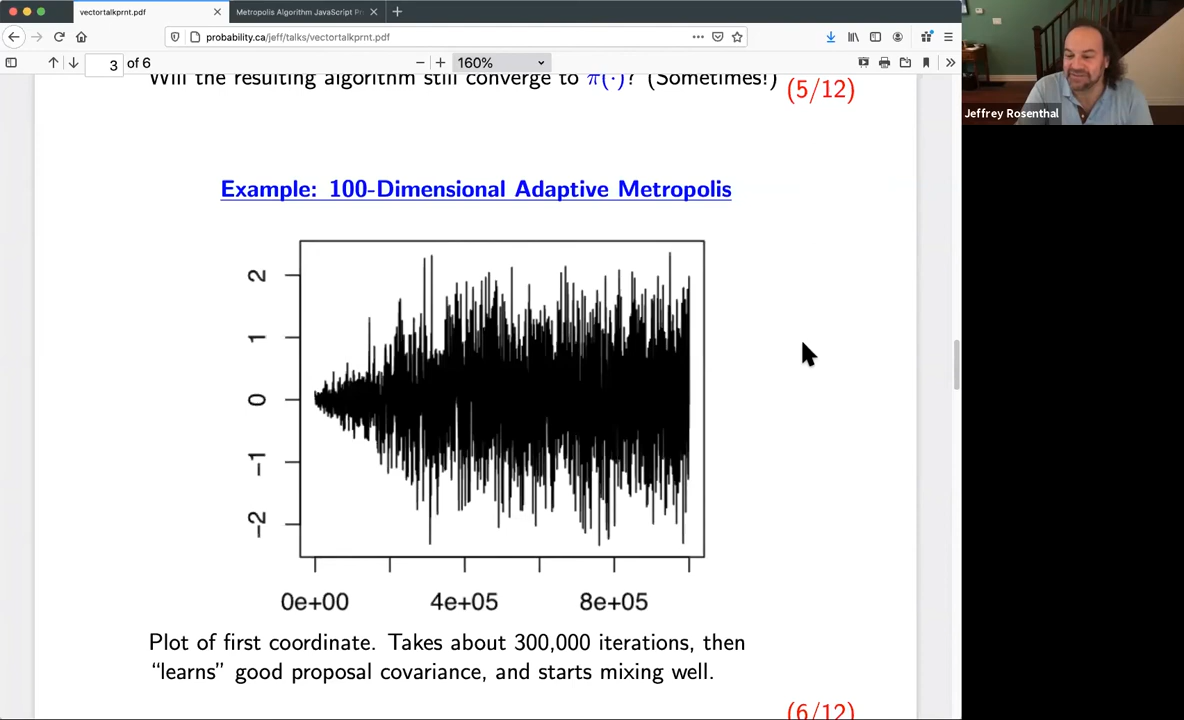 vectortalkprnt.pdf
Metropolis Algorithm JavaScript P
probability.ca/jeff/talks/vectortalkprnt.pdf
3 of 6
160%
Will the resulting algorithm still converge to π(·)? (Sometimes!)
(5/12)
Jeffrey Rosenthal
Example: 100-Dimensional Adaptive Metropolis
2
1
0
−1
−2
0e+00 4e+05 8e+05
Plot of first coordinate. Takes about 300,000 iterations, then
“learns” good proposal covariance, and starts mixing well.
(6/12)